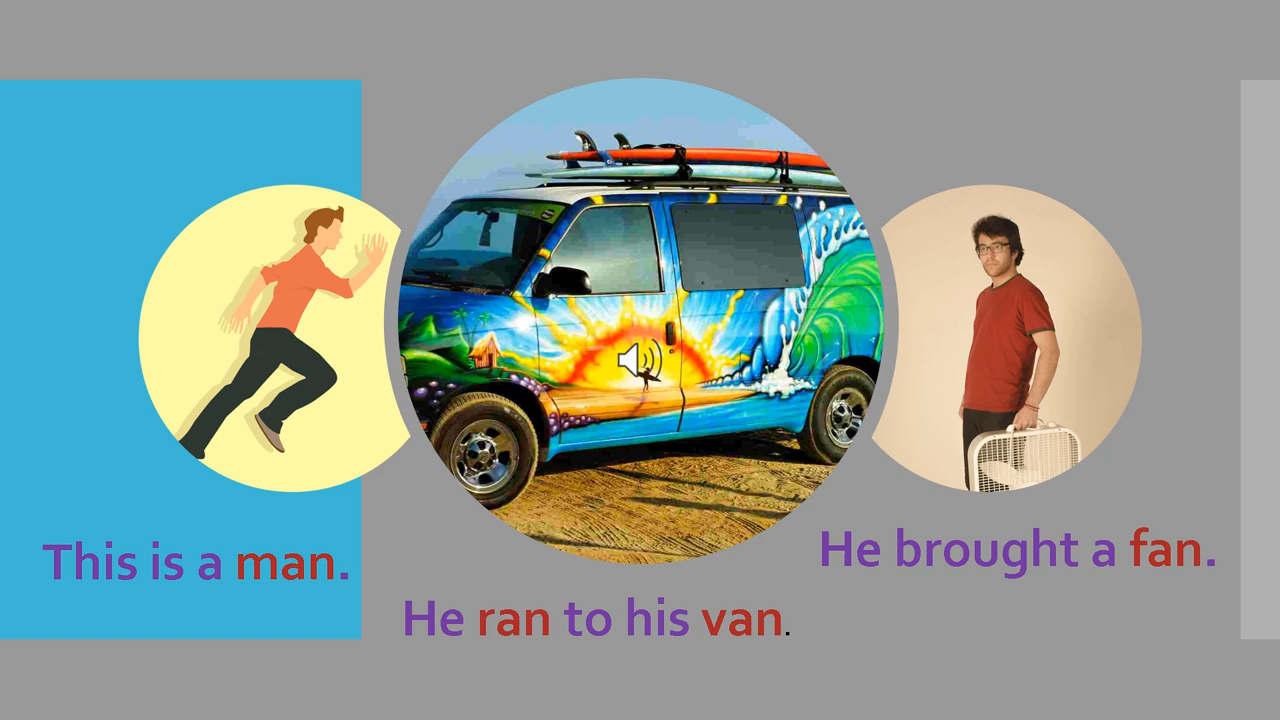 This is a man.
He ran to his van.
He brought a fan.